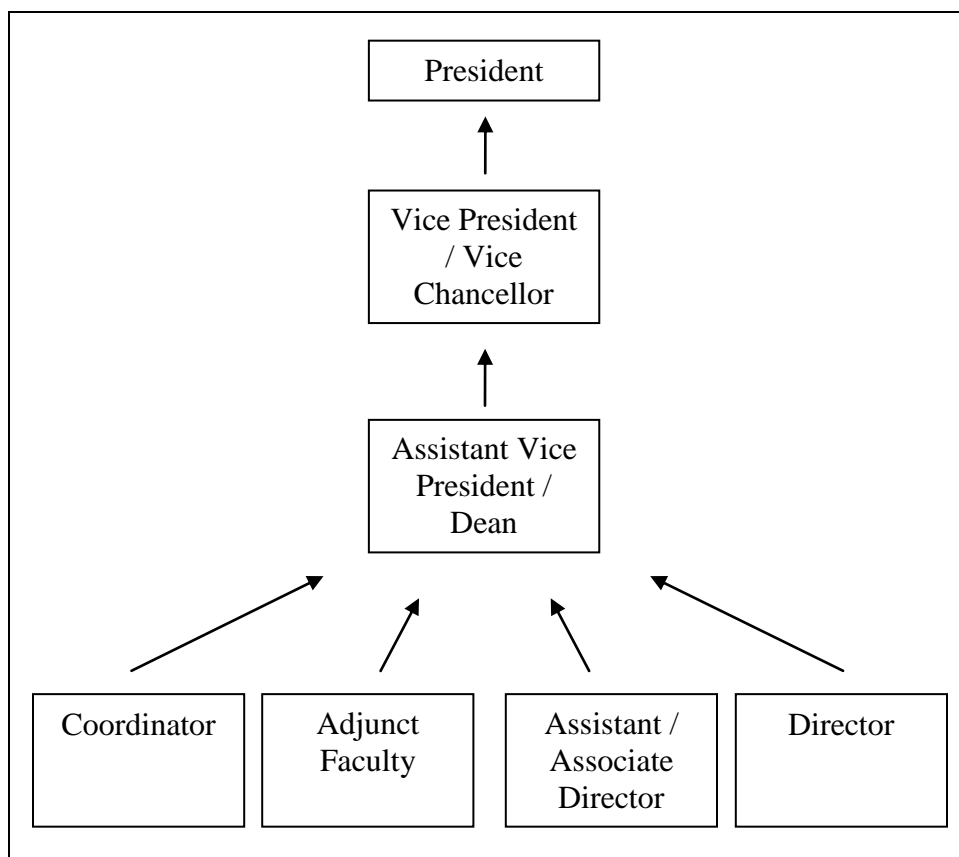 President
Vice President
/ Vice
Chancellor
Assistant Vice
President /
Dean
Coordinator
Adjunct
Faculty
Assistant /
Associate
Director
Director